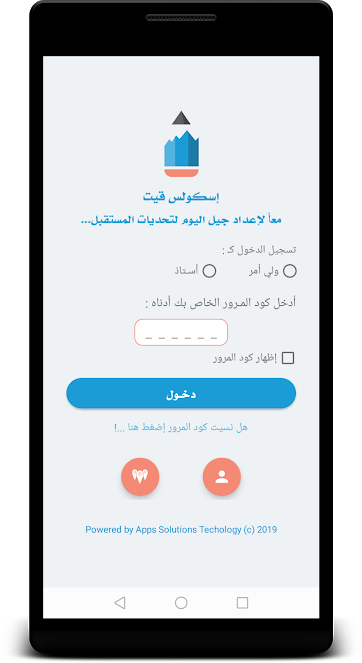 إسكولس قيت
معاً لإعداد جيل اليوم لتحديات المستقبل...
تسجيل الدخول كـ :
ولي أمر
أستاذ
أدخل كود المرور الخاص بك أدناه :
_ _ _ _ _ _
إظهار كود المرور
دخول
هل نسيت كود المرور إضغط هنا ...!
Powered by Apps Solutions Techology (c) 2019